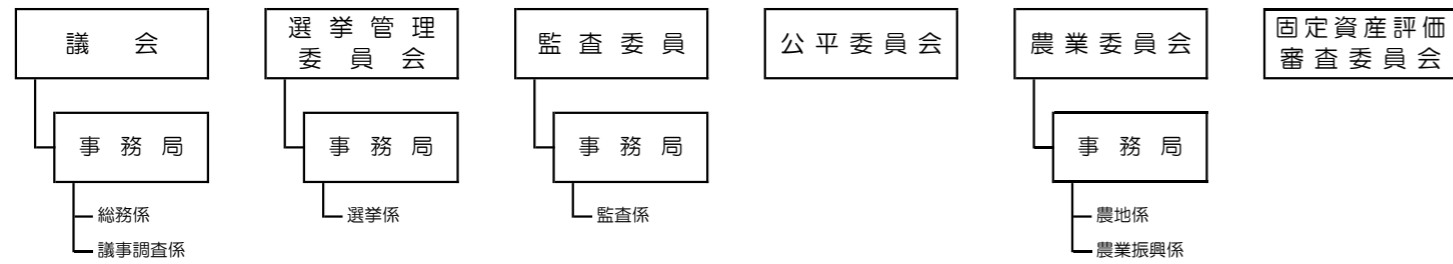 議会
選挙管理
委員会
監査委員
公平委員会
農業委員会
固定資産評価
審査委員会
事務局
事務局
事務局
事務局
総務係
選挙係
監査係
農地係
議事調査係
農業振興係